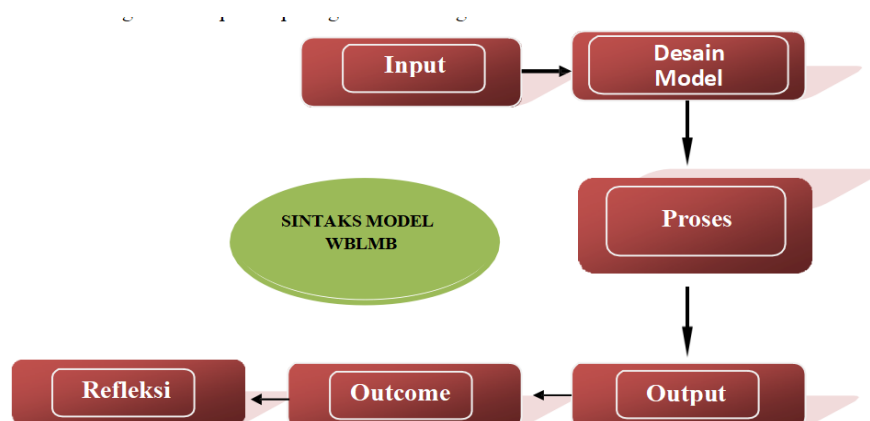 Input
Desain
Model
SINTAKS MODEL
WBLMB
Proses
Refleksi
Outcome
Output